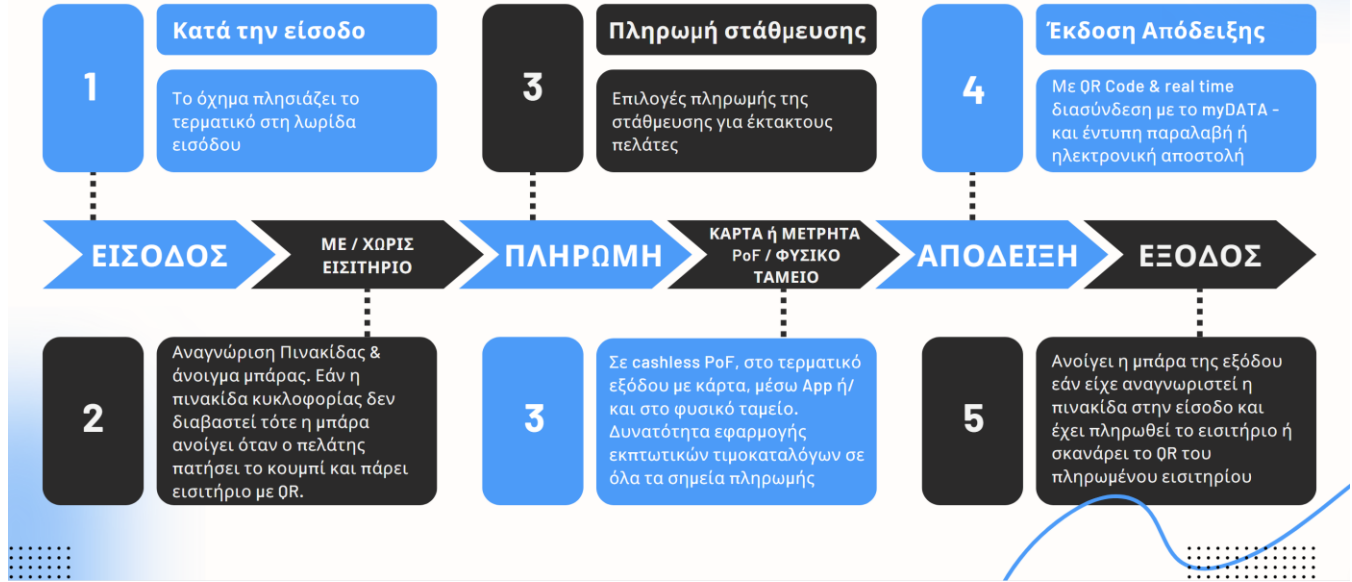 1
Κατά την είσοδο
Το όχημα πλησιάζει το
τερματικό στη λωρίδα
εισόδου
3
Πληρωμή στάθμευσης
Επιλογές πληρωμής της
στάθμευσης για έκτακτους
πελάτες
4
Έκδοση Απόδειξης
Με QR Code & real time
διασύνδεση με το myDATA -
και έντυπη παραλαβή ή
ηλεκτρονική αποστολή
ΕΙΣΟΔΟΣ
ΜΕ / ΧΩΡΙΣ
ΕΙΣΙΤΗΡΙΟ
ΠΛΗΡΩΜΗ
ΚΑΡΤΑ ή ΜΕΤΡΗΤΑ
PoF / ΦΥΣΙΚΟ
ΤΑΜΕΙΟ
ΑΠΟΔΕΙΞΗ
ΕΞΟΔΟΣ
2
Αναγνώριση Πινακίδας &
άνοιγμα μπάρας. Εάν η
πινακίδα κυκλοφορίας δεν
διαβαστεί τότε η μπάρα
ανοίγει όταν ο πελάτης
πατήσει το κουμπί και πάρει
εισιτήριο με QR.
3
Σε cashless PoF, στο τερματικό
εξόδου με κάρτα, μέσω App ή/
και στο φυσικό ταμείο.
Δυνατότητα εφαρμογής
εκπτωτικών τιμοκαταλόγων σε
όλα τα σημεία πληρωμής
5
Ανοίγει η μπάρα της εξόδου
εάν είχε αναγνωριστεί η
πινακίδα στην είσοδο και
έχει πληρωθεί το εισιτήριο ή
σκανάρει το QR του
πληρωμένου εισιτηρίου